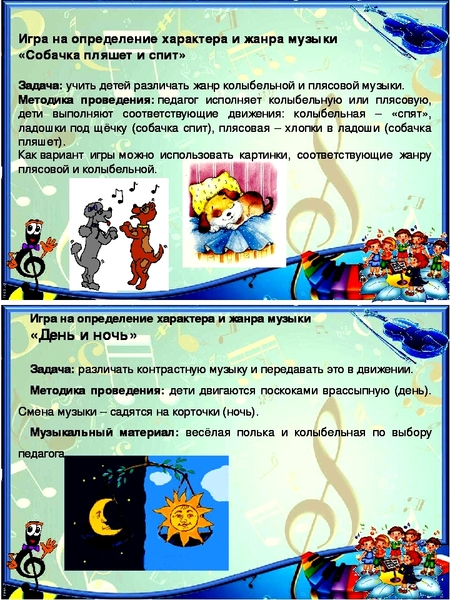 Игра на определение характера и жанра музыки
«Собачка пляшет и спит»
Задача: учить детей различать жанр колыбельной и плясовой музыки.
Методика проведения: педагог исполняет колыбельную или плясовую,
дети выполняют соответствующие движения: колыбельная – «спят»,
ладошки под щёчку (собачка спит), плясовая – хлопки в ладоши (собачка
пляшет).
Как вариант игры можно использовать картинки, соответствующие жанру
плясовой и колыбельной.
Игра на определение характера и жанра музыки
«День и ночь»
Задача: различать контрастную музыку и передавать это в движении.
Методика проведения: дети двигаются поскоками врассыпную (день).
Смена музыки – садятся на корточки (ночь).
Музыкальный материал: весёлая полька и колыбельная по выбору
педагога.